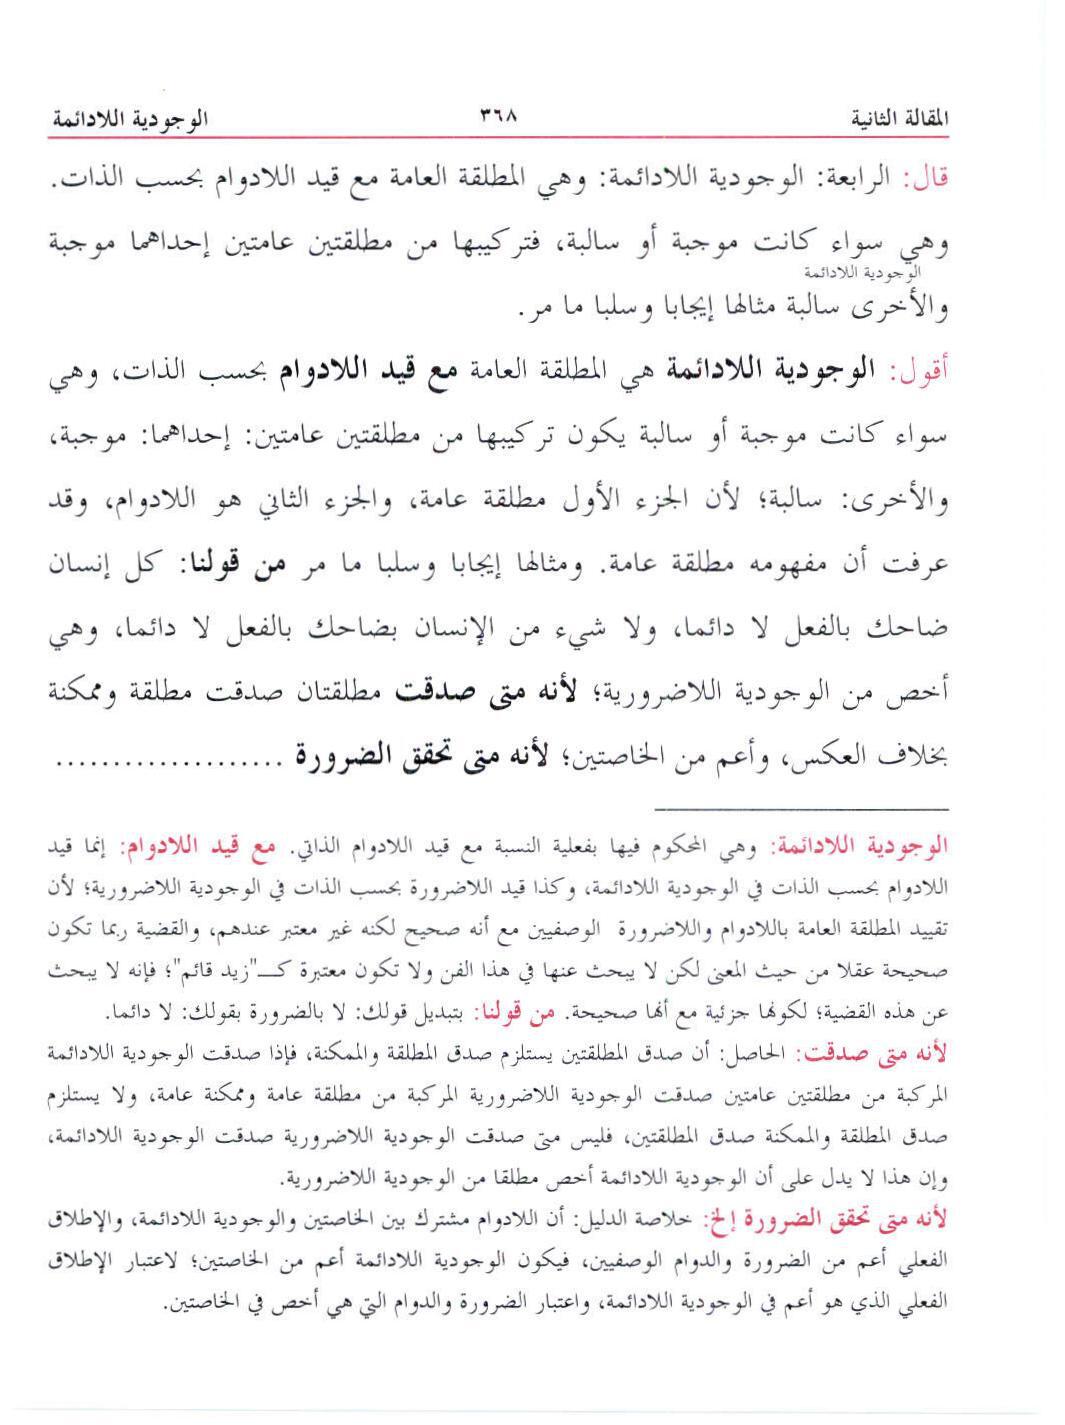 المقالة الثانية ٣٦٨ الوجودية اللادائمة
قال: الرابعة: الوجودية اللادائمة: وهي المطلقة العامة مع قيد اللادوام بحسب الذات.
وهي سواء كانت موجبة أو سالبة، فتركيبها من مطلقتين عامتين إحداهما موجبة
الوجودية اللادائمة
والأخرى سالبة مثالها إيجابا وسلبا ما مر.
أقول: الوجودية اللادائمة هي المطلقة العامة مع قيد اللادوام بحسب الذات، وهي
سواء كانت موجبة أو سالبة يكون تركيبها من مطلقتين عامتين: إحداهما: موجبة،
والأخرى: سالبة؛ لأن الجزء الأول مطلقة عامة، والجزء الثاني هو اللادوام، وقد
عرفت أن مفهومه مطلقة عامة. ومثالها إيجابا وسلبا ما مر من قولنا: كل إنسان
ضاحك بالفعل لا دائما، ولا شيء من الإنسان بضاحك بالفعل لا دائما، وهي
أخص من الوجودية اللاضرورية؛ لأنه متى صدقت مطلقتان صدقت مطلقة وممكنة
بخلاف العكس، وأعم من الخاصتين؛ لأنه متى تحقق الضرورة ....................
الوجودية اللادائمة: وهي المحكوم فيها بفعلية النسبة مع قيد اللادوام الذاتي. مع قيد اللادوام: إنما قيد
اللادوام بحسب الذات في الوجودية اللادائمة، وكذا قيد اللاضرورة بحسب الذات في الوجودية اللاضرورية؛ لأن
تقييد المطلقة العامة باللادوام واللاضرورة الوصفيين مع أنه صحيح لكنه غير معتبر عندهم، والقضية ربما تكون
صحيحة عقلا من حيث المعنى لكن لا يبحث عنها في هذا الفن ولا تكون معتبرة كـ"زيد قائم"؛ فإنه لا يبحث
عن هذه القضية؛ لكونها جزئية مع أنها صحيحة. من قولنا: بتبديل قولك: لا بالضرورة بقولك: لا دائما.
لأنه متى صدقت: الحاصل: أن صدق المطلقتين يستلزم صدق المطلقة والممكنة، فإذا صدقت الوجودية اللادائمة
المركبة من مطلقتين عامتين صدقت الوجودية اللاضرورية المركبة من مطلقة عامة وممكنة عامة، ولا يستلزم
صدق المطلقة والممكنة صدق المطلقتين، فليس متى صدقت الوجودية اللاضرورية صدقت الوجودية اللادائمة،
وإن هذا لا يدل على أن الوجودية اللادائمة أخص مطلقا من الوجودية اللاضرورية.
لأنه متى تحقق الضرورة إلخ: خلاصة الدليل: أن اللادوام مشترك بين الخاصتين والوجودية اللادائمة، والإطلاق
الفعلي أعم من الضرورة والدوام الوصفيين، فيكون الوجودية اللادائمة أعم من الخاصتين؛ لاعتبار الإطلاق
الفعلي الذي هو أعم في الوجودية اللادائمة، واعتبار الضرورة والدوام التي هي أخص في الخاصتين.